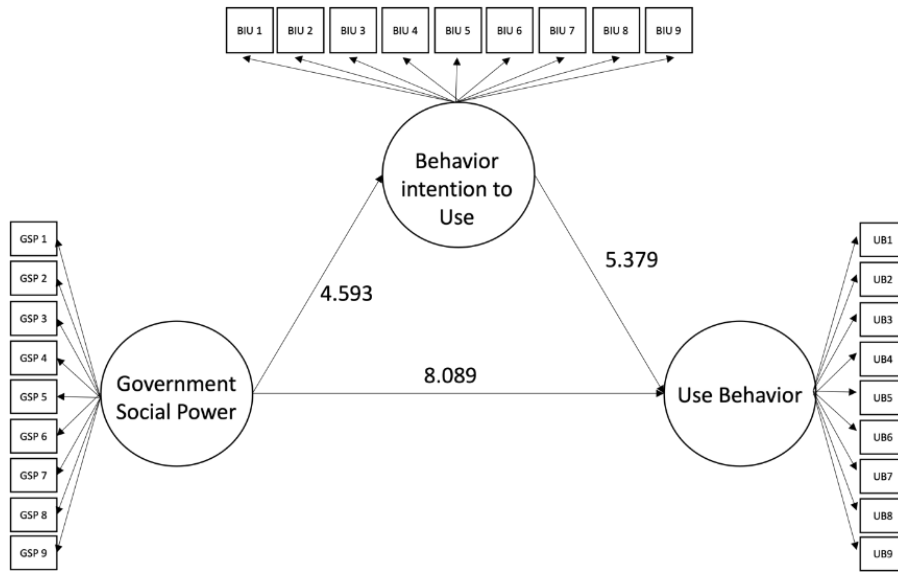 BIU 1
BIU 2
BIU 3
BIU 4
BIU 5
BIU 6
BIU 7
BIU 8
BIU 9
Behavior
intention to
Use
GSP 1
GSP 2
GSP 3
GSP 4
GSP 5
GSP 6
GSP 7
GSP 8
GSP 9
Government
Social Power
4.593
5.379
8.089
Use Behavior
UB1
UB2
UB3
UB4
UB5
UB6
UB7
UB8
UB9